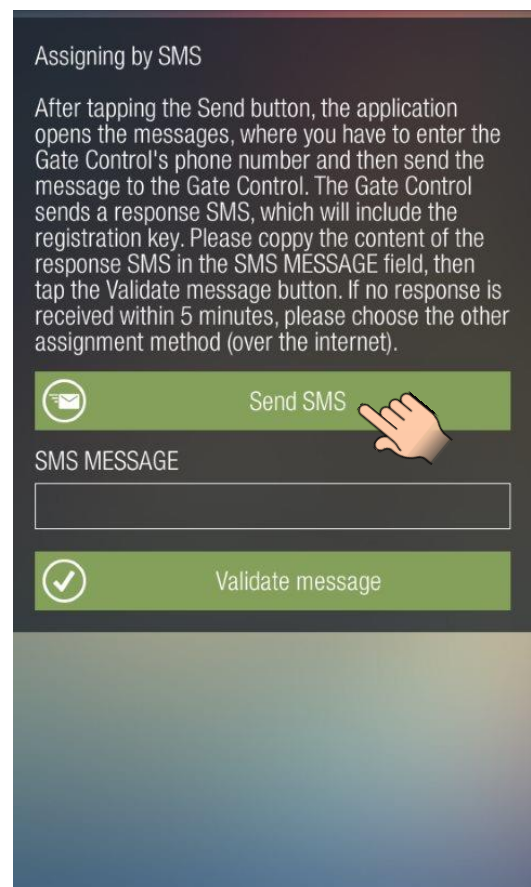 Assigning by SMS
After tapping the Send button, the application
opens the messages, where you have to enter the
Gate Control's phone number and then send the
message to the Gate Control. The Gate Control
sends a response SMS, which will include the
registration key. Please coppy the content of the
response SMS in the SMS MESSAGE field, then
tap the Validate message button. If no response is
received within 5 minutes, please choose the other
assignment method (over the internet).
Send SMS
SMS MESSAGE
Validate message